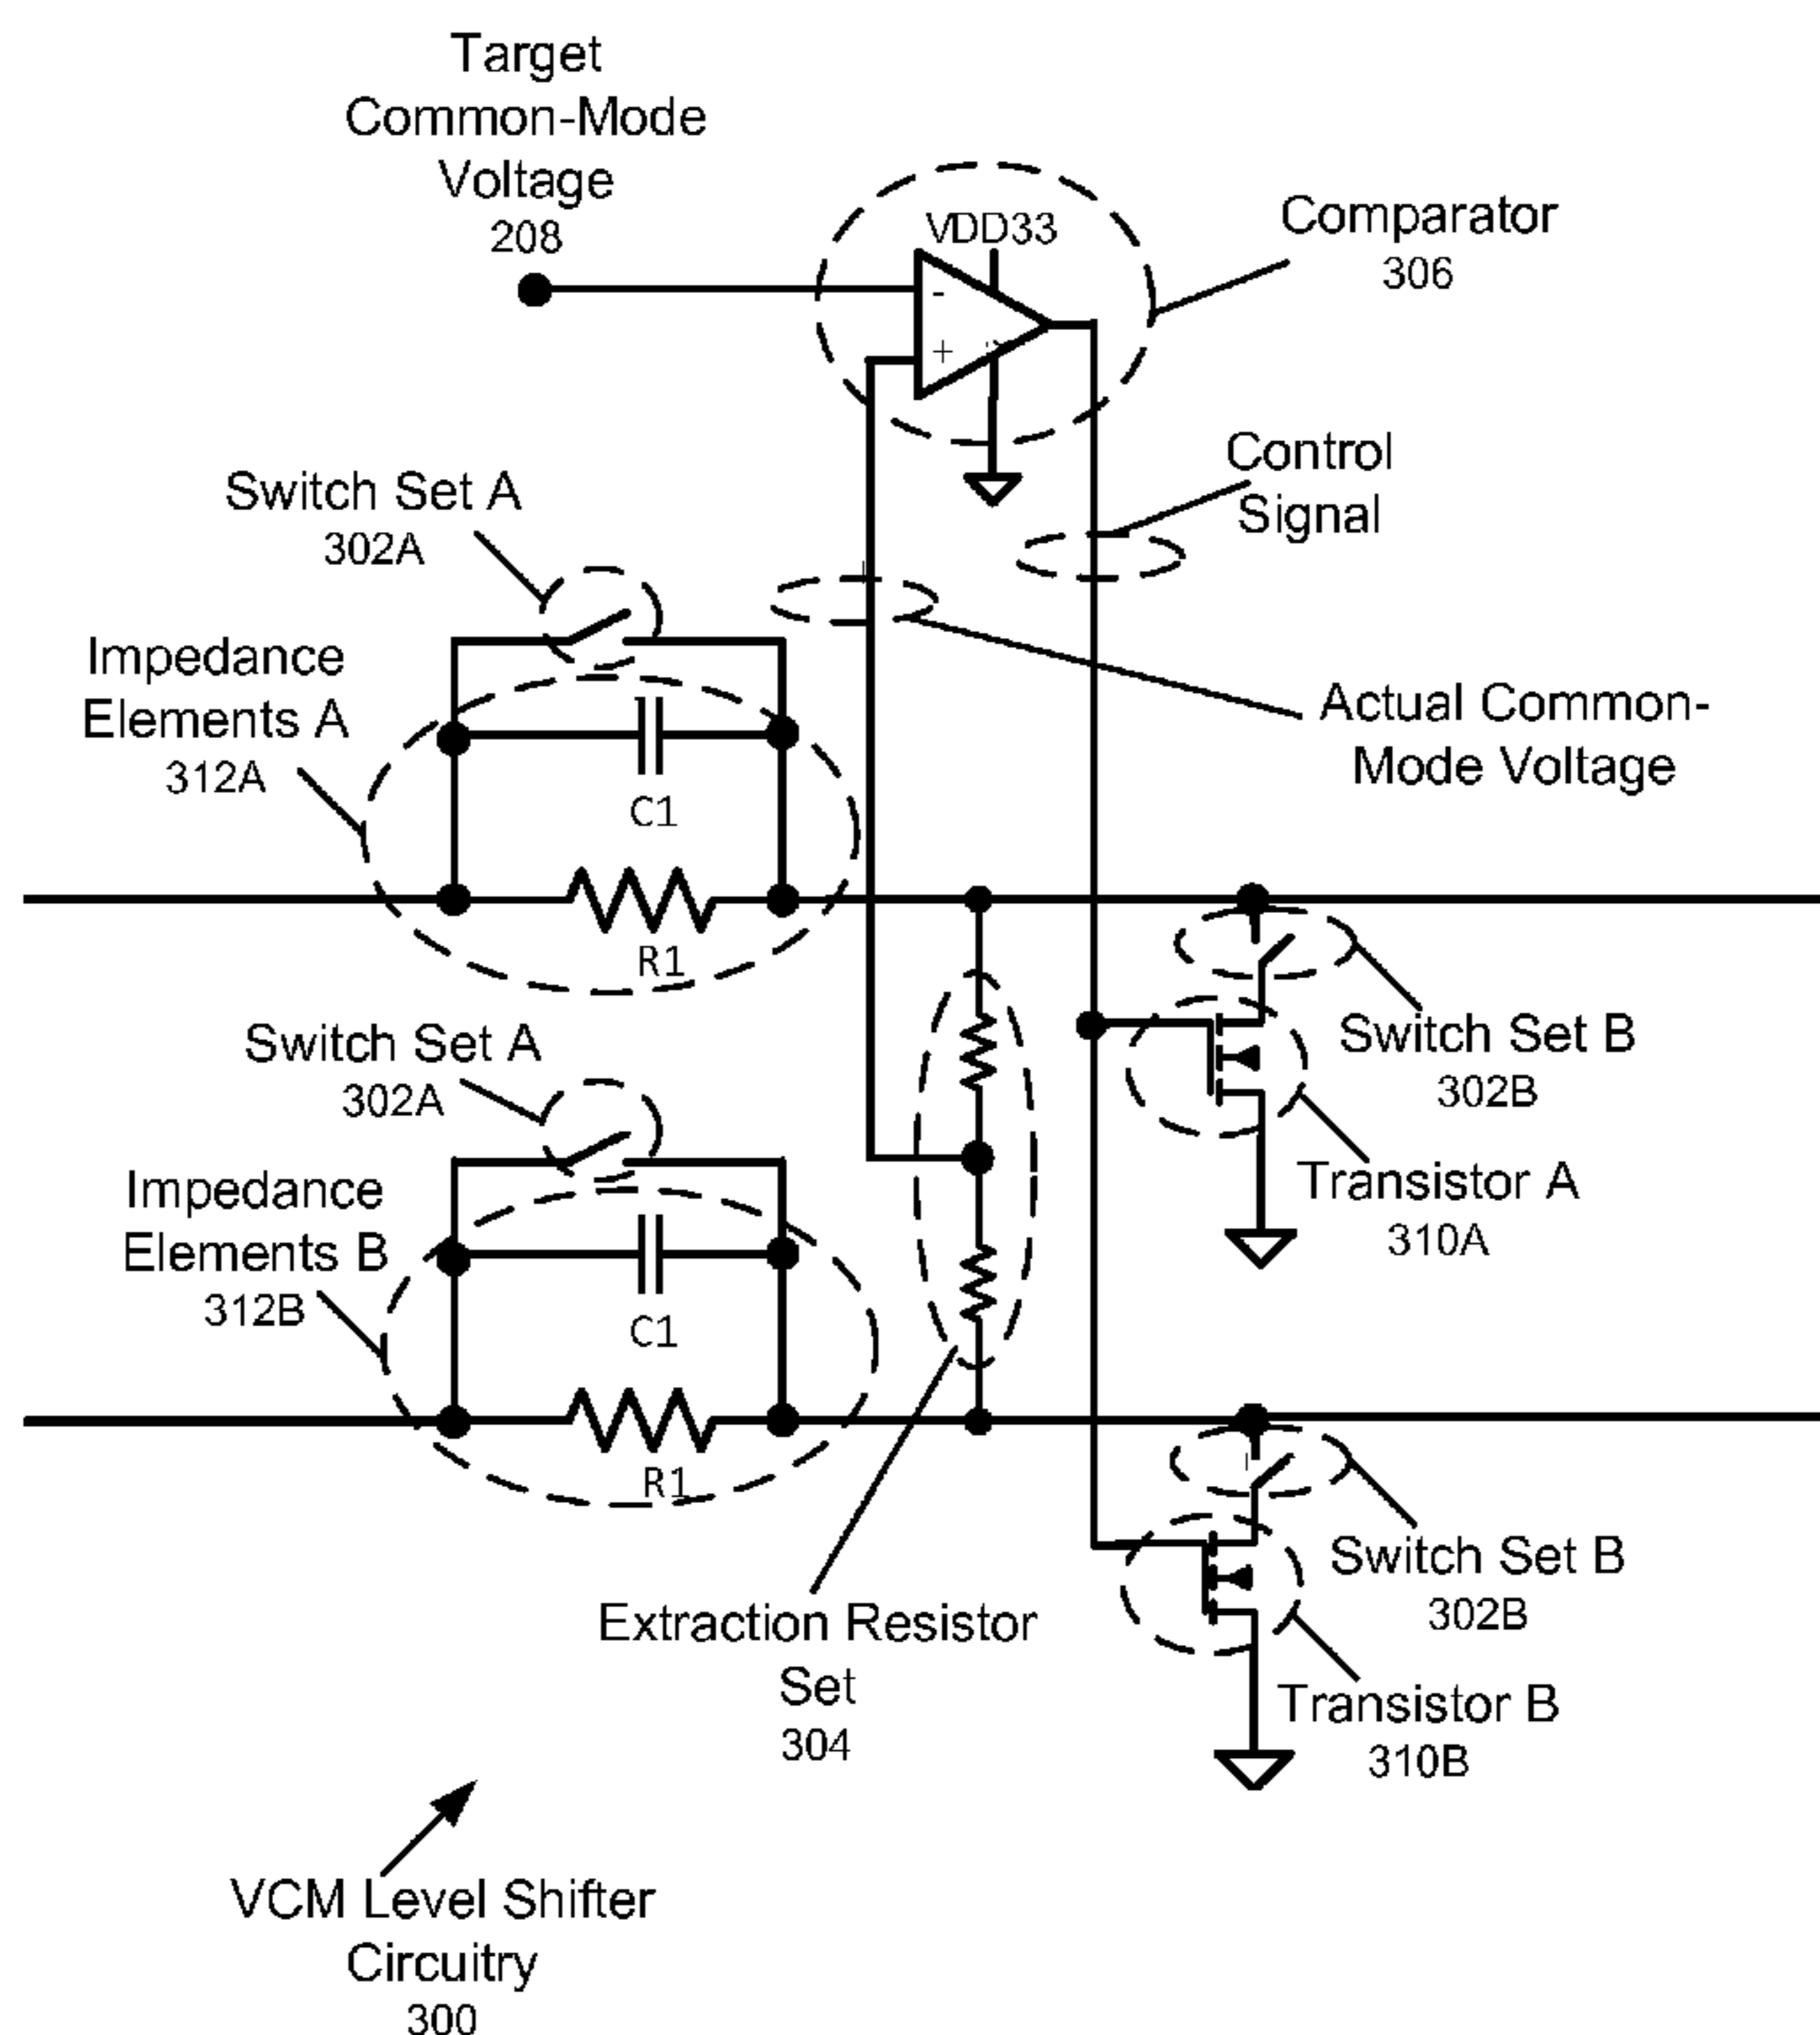 Target
Common-Mode
Voltage
208
VDD33
-
+
Comparator
306
Control
Signal
Switch Set A
302A
Impedance
Elements A
312A
C1
R1
Actual Common-
Mode Voltage
Switch Set B
302B
Transistor A
310A
Switch Set A
302A
Impedance
Elements B
312B
C1
R1
Extraction Resistor
Set
304
Switch Set B
302B
Transistor B
310B
VCM Level Shifter
Circuitry
300